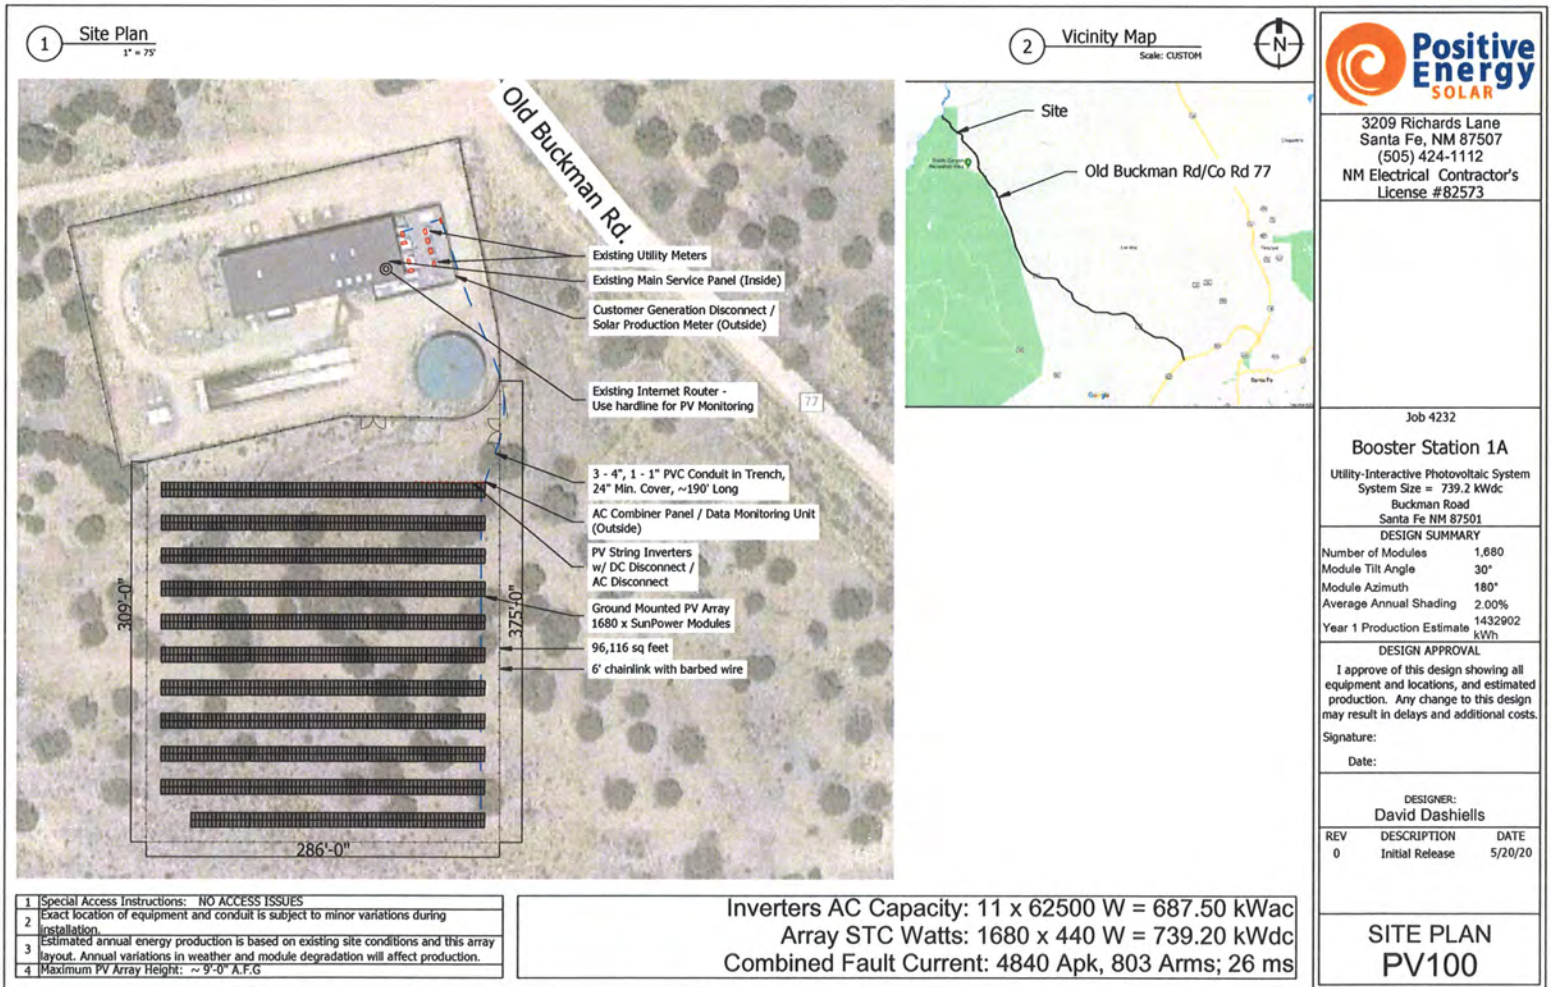 1
Site Plan
1" = 75'
2
Vicinity Map
Scale: CUSTOM
N
Old Buckman Rd.
Existing Utility Meters
Existing Main Service Panel (Inside)
Customer Generation Disconnect /
Solar Production Meter (Outside)
Existing Internet Router -
Use hardline for PV Monitoring
77
3 - 4", 1 - 1" PVC Conduit in Trench,
24" Min. Cover, ~190' Long
AC Combiner Panel / Data Monitoring Unit
(Outside)
PV String Inverters
w/ DC Disconnect /
AC Disconnect
Ground Mounted PV Array
1680 x SunPower Modules
96,116 sq feet
6' chainlink with barbed wire
309'-0"
375'-0"
286'-0"
Site
Old Buckman Rd/Co Rd 77
Santa Fe
Google
1 Special Access Instructions: NO ACCESS ISSUES
2 Exact location of equipment and conduit is subject to minor variations during
installation.
3 Estimated annual energy production is based on existing site conditions and this array
layout. Annual variations in weather and module degradation will affect production.
4 Maximum PV Array Height: ~ 9'-0" A.F.G
Inverters AC Capacity: 11 x 62500 W = 687.50 kWac
Array STC Watts: 1680 x 440 W = 739.20 kWdc
Combined Fault Current: 4840 Apk, 803 Arms; 26 ms
Positive
Energy
SOLAR
3209 Richards Lane
Santa Fe, NM 87507
(505) 424-1112
NM Electrical Contractor's
License #82573
Job 4232
Booster Station 1A
Utility-Interactive Photovoltaic System
System Size = 739.2 kWdc
Buckman Road
Santa Fe NM 87501
DESIGN SUMMARY
Number of Modules 1,680
Module Tilt Angle 30°
Module Azimuth 180°
Average Annual Shading 2.00%
Year 1 Production Estimate 1432902
kWh
DESIGN APPROVAL
I approve of this design showing all
equipment and locations, and estimated
production. Any change to this design
may result in delays and additional costs.
Signature:
Date:
DESIGNER:
David Dashiells
REV DESCRIPTION DATE
0 Initial Release 5/20/20
SITE PLAN
PV100